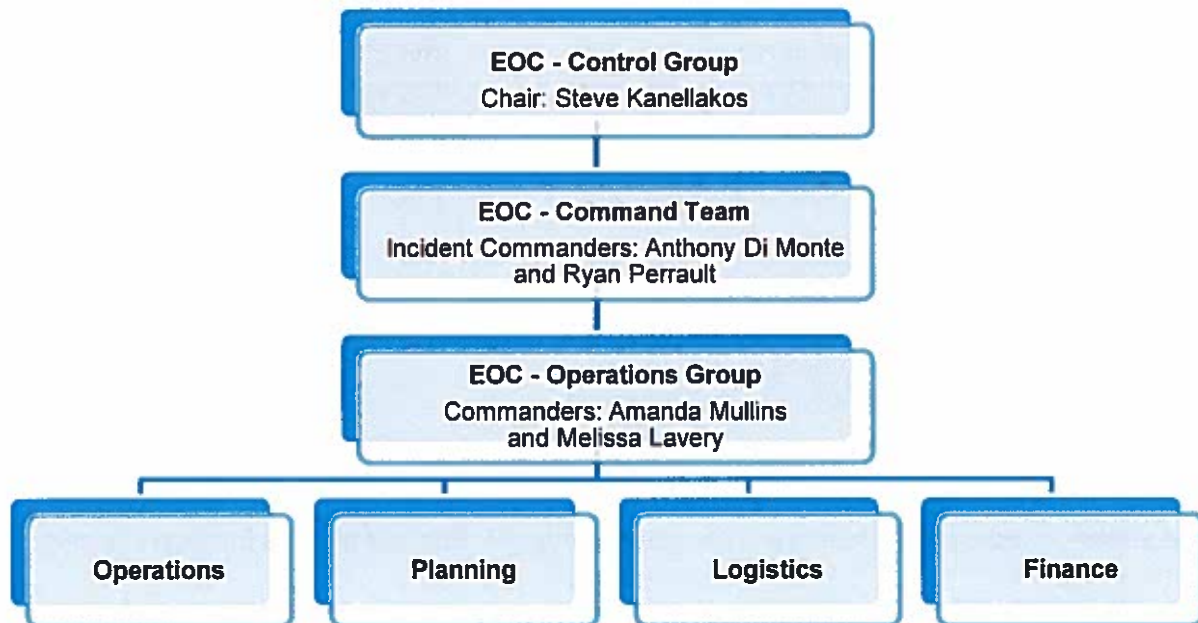 EOC - Control Group
Chair: Steve Kanellakos
EOC - Command Team
Incident Commanders: Anthony Di Monte
and Ryan Perrault
EOC - Operations Group
Commanders: Amanda Mullins
and Melissa Lavery
Operations
Planning
Logistics
Finance